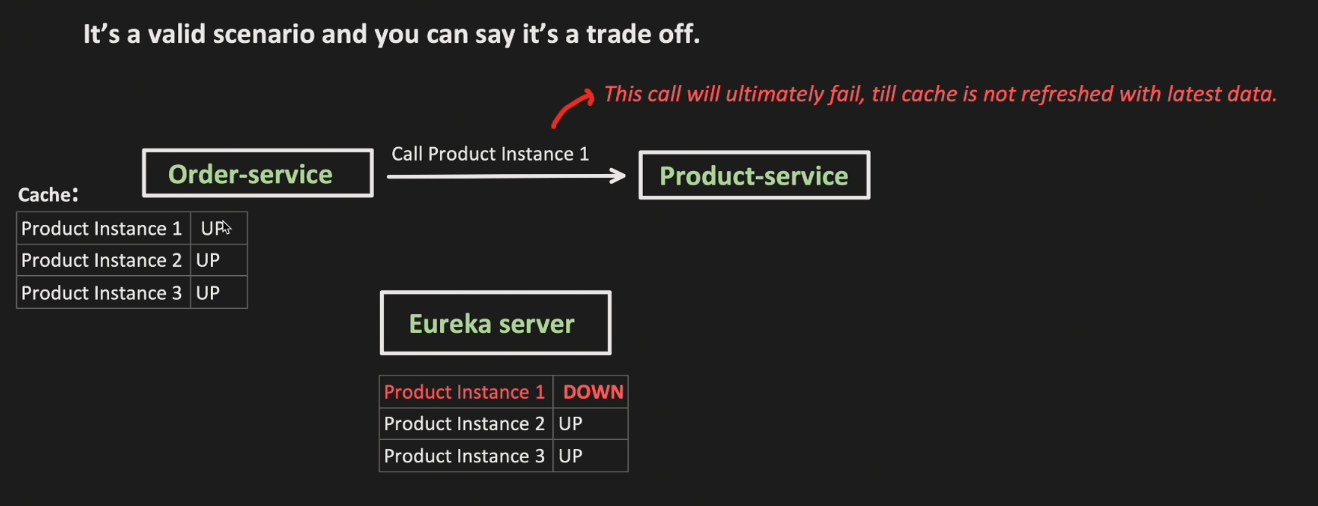 It's a valid scenario and you can say it's a trade off.
This call will ultimately fail, till cache is not refreshed with latest data.
Call Product Instance 1
Order-service
Product-service
Cache:
Product Instance 1 UP
Product Instance 2 UP
Product Instance 3 UP
Eureka server
Product Instance 1 DOWN
Product Instance 2 UP
Product Instance 3 UP